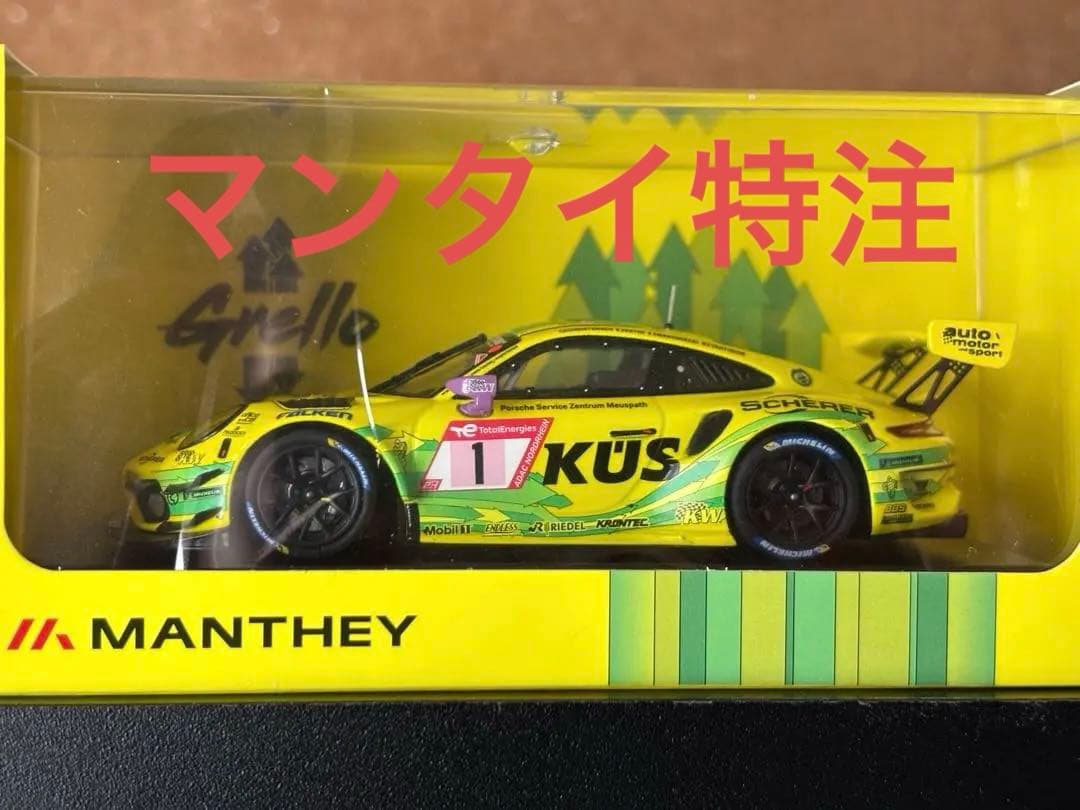 マンタイ特注
Grello
auto
motor
und sport
Porsche Service Zentrum Meuspath
FALKEN
SCHERER
TotalEnergies
1
ADAC NORDRHEIN
KÜS
MICHELIN
Mobil 1
ENDLESS
RIEDEL
KRONTEC
KW
MICHELIN
MANTHEY